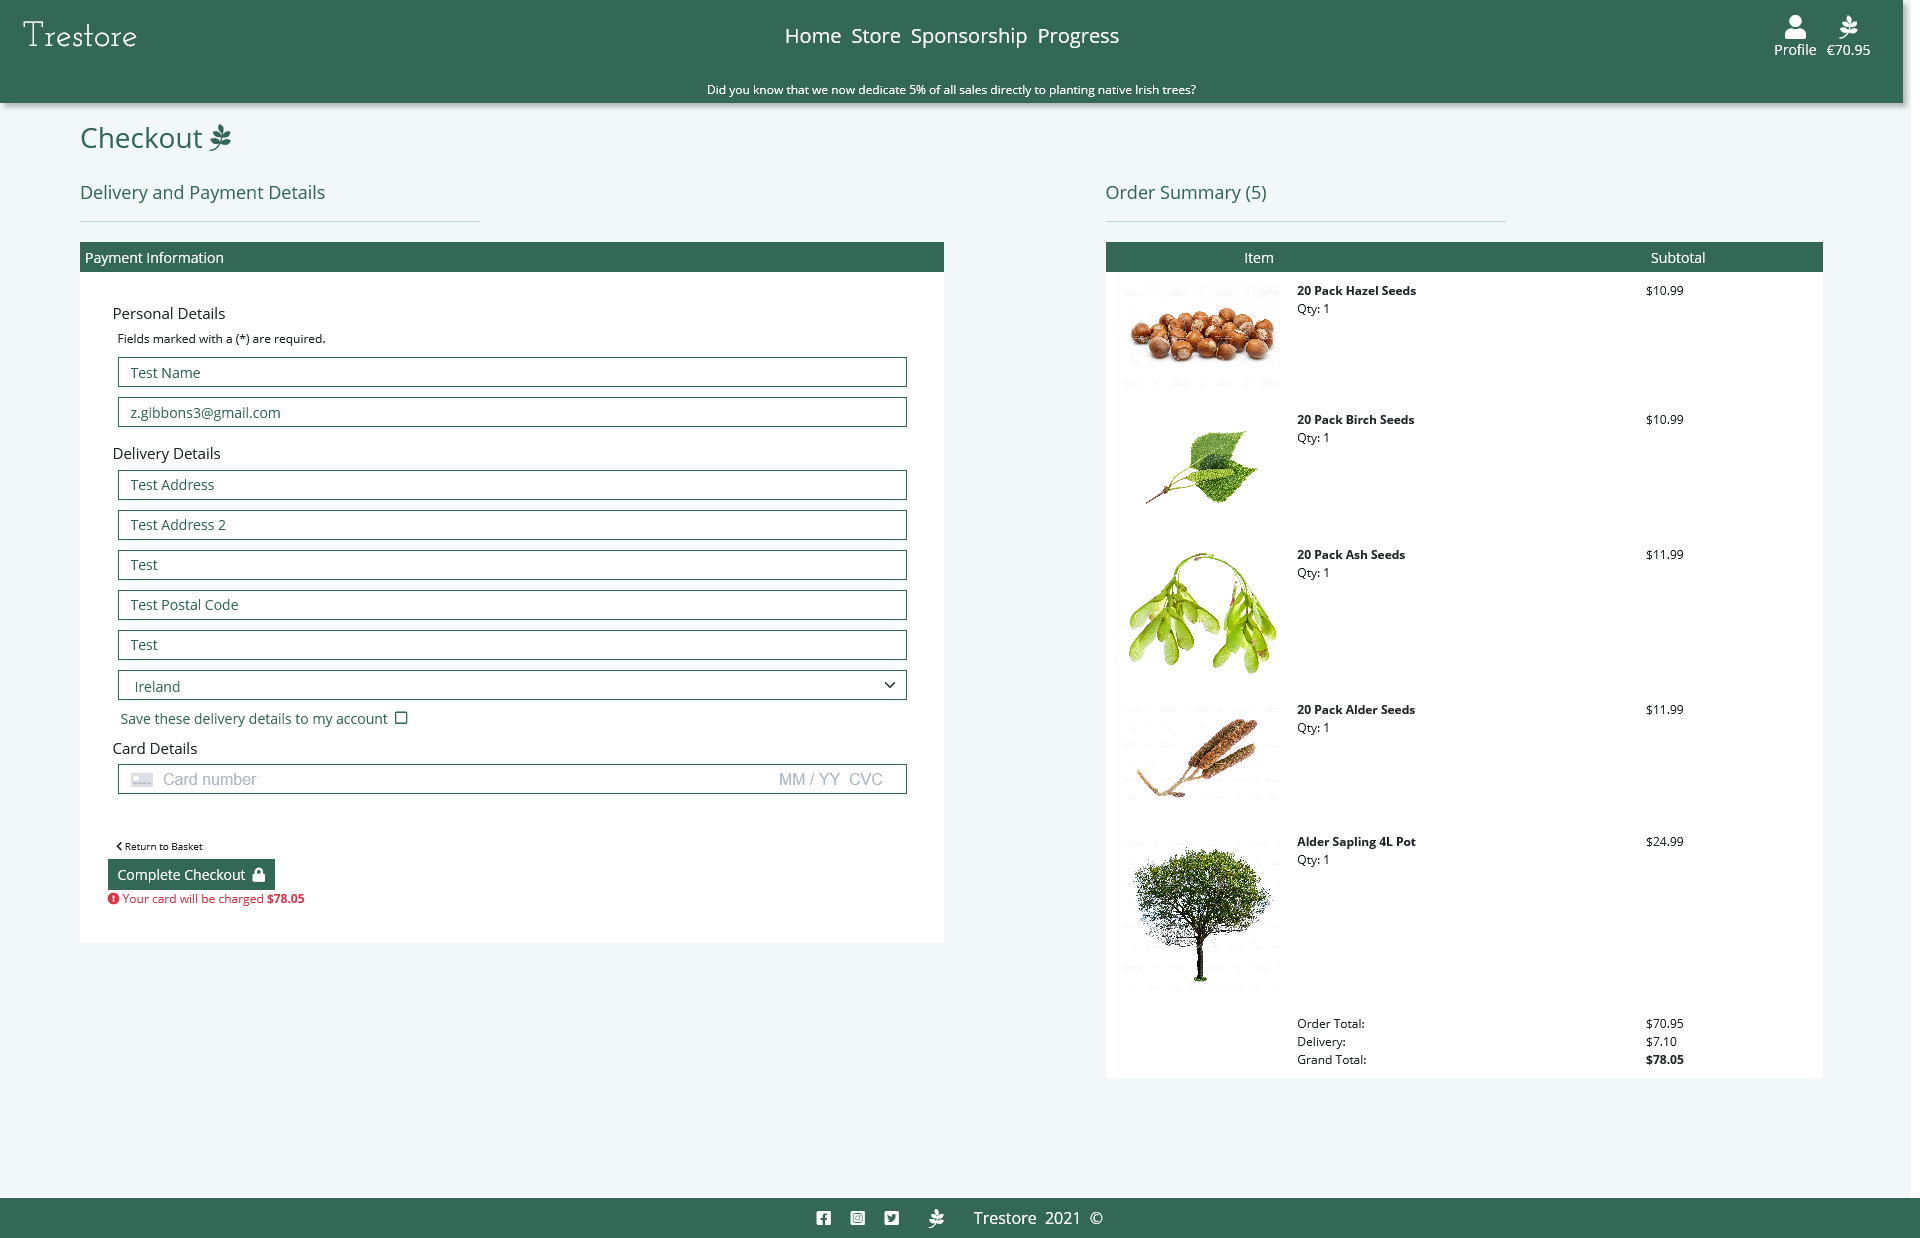 Trestore
Home Store Sponsorship Progress
Profile
€70.95
Did you know that we now dedicate 5% of all sales directly to planting native Irish trees?
Checkout
Delivery and Payment Details
Payment Information
Personal Details
Fields marked with a (*) are required.
Test Name
z.gibbons3@gmail.com
Delivery Details
Test Address
Test Address 2
Test
Test Postal Code
Test
Ireland
Save these delivery details to my account
Card Details
Card number MM / YY CVC
Return to Basket
Complete Checkout
Your card will be charged $78.05
Order Summary (5)
Item Subtotal
20 Pack Hazel Seeds $10.99
Qty: 1
20 Pack Birch Seeds $10.99
Qty: 1
20 Pack Ash Seeds $11.99
Qty: 1
20 Pack Alder Seeds $11.99
Qty: 1
Alder Sapling 4L Pot $24.99
Qty: 1
Order Total: $70.95
Delivery: $7.10
Grand Total: $78.05
Trestore 2021 ©